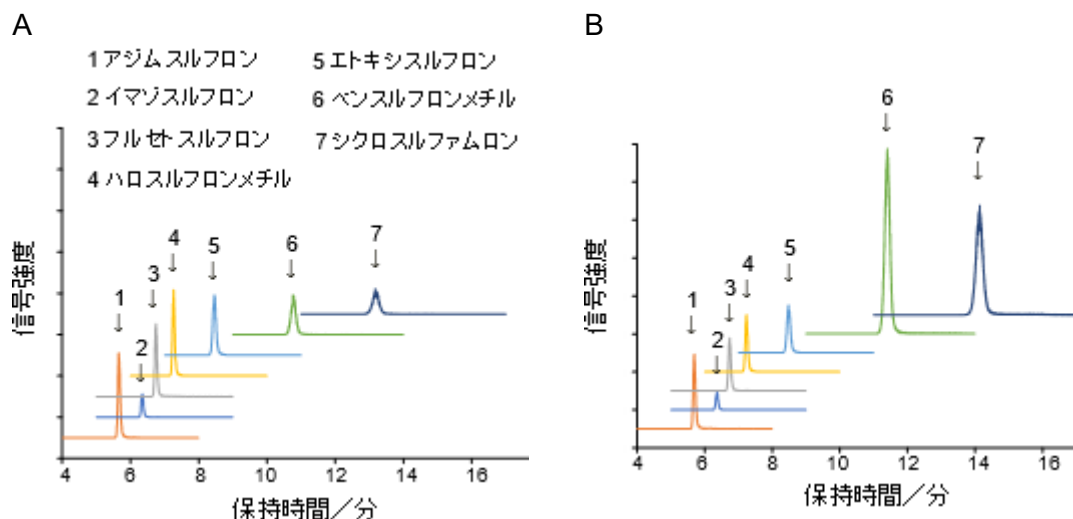 A
1アジムスルフロン
5エトキシスルフロン
2イマゾスルフロン
6ベンスルフロンメチル
3フルセトスルフロン
7シクロスルファムロン
4ハロスルフロンメチル
信号強度
1
2
3
4
5
6
7
4 6 8 10 12 14 16
保持時間/分
B
信号強度
1
2
3
4
5
6
7
4 6 8 10 12 14 16
保持時間/分